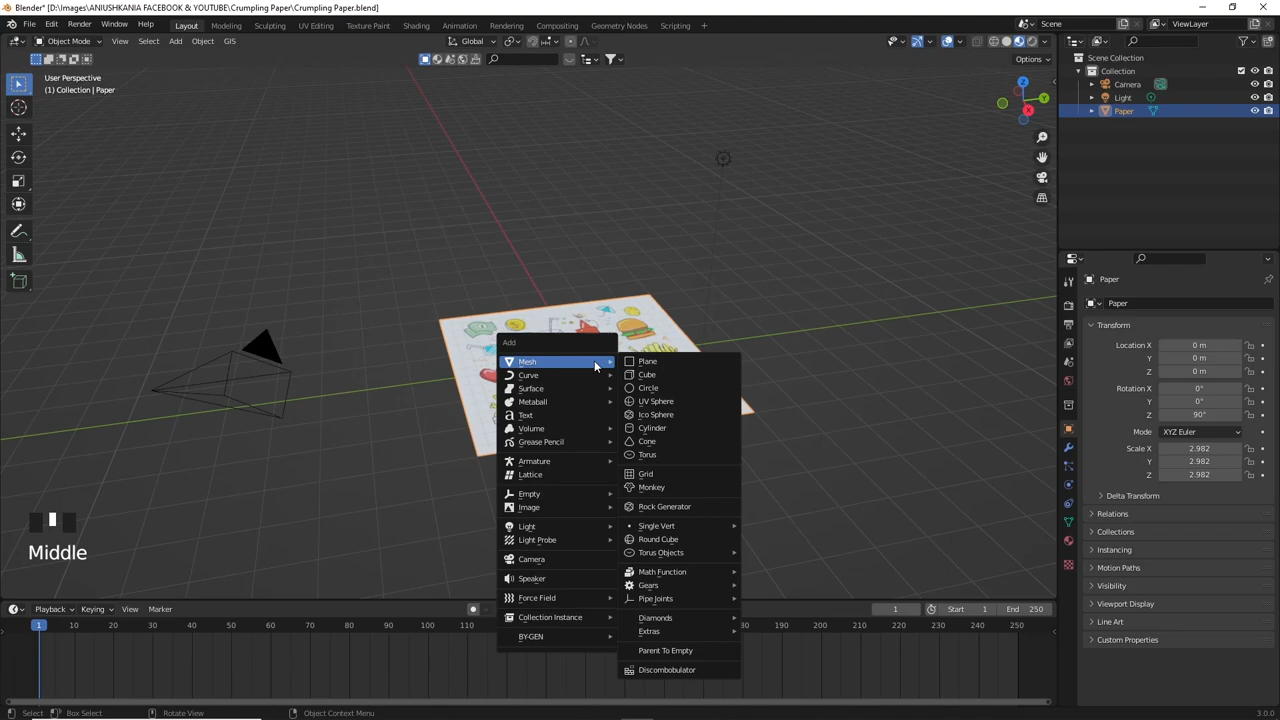 Blender* [D:\Images\ANIUSHKANIA FACEBOOK & YOUTUBE\Crumpling Paper\Crumpling Paper.blend]
File Edit Render Window Help Layout Modeling Sculpting UV Editing Texture Paint Shading Animation Rendering Compositing Geometry Nodes Scripting + Scene ViewLayer
Object Mode View Select Add Object GIS Global
Options
User Perspective
(1) Collection | Paper
Scene Collection
Collection
Camera
Light
Paper
Add
Mesh
Curve
Surface
Metaball
Text
Volume
Grease Pencil
Armature
Lattice
Empty
Image
Light
Light Probe
Camera
Speaker
Force Field
Collection Instance
BY-GEN
Plane
Cube
Circle
UV Sphere
Ico Sphere
Cylinder
Cone
Torus
Grid
Monkey
Rock Generator
Single Vert
Round Cube
Torus Objects
Math Function
Gears
Pipe Joints
Diamonds
Extras
Parent To Empty
Discombobulator
Paper
Paper
Transform
Location X 0 m
Y 0 m
Z 0 m
Rotation X 0°
Y 0°
Z 90°
Mode XYZ Euler
Scale X 2.982
Y 2.982
Z 2.982
Delta Transform
Relations
Collections
Instancing
Motion Paths
Visibility
Viewport Display
Line Art
Custom Properties
Middle
Playback Keying View Marker 1 Start 1 End 250
1 10 20 30 40 50 60 70 80 90 100 110 180 190 200 210 220 230 240 250
Select Box Select Rotate View Object Context Menu 3.0.0